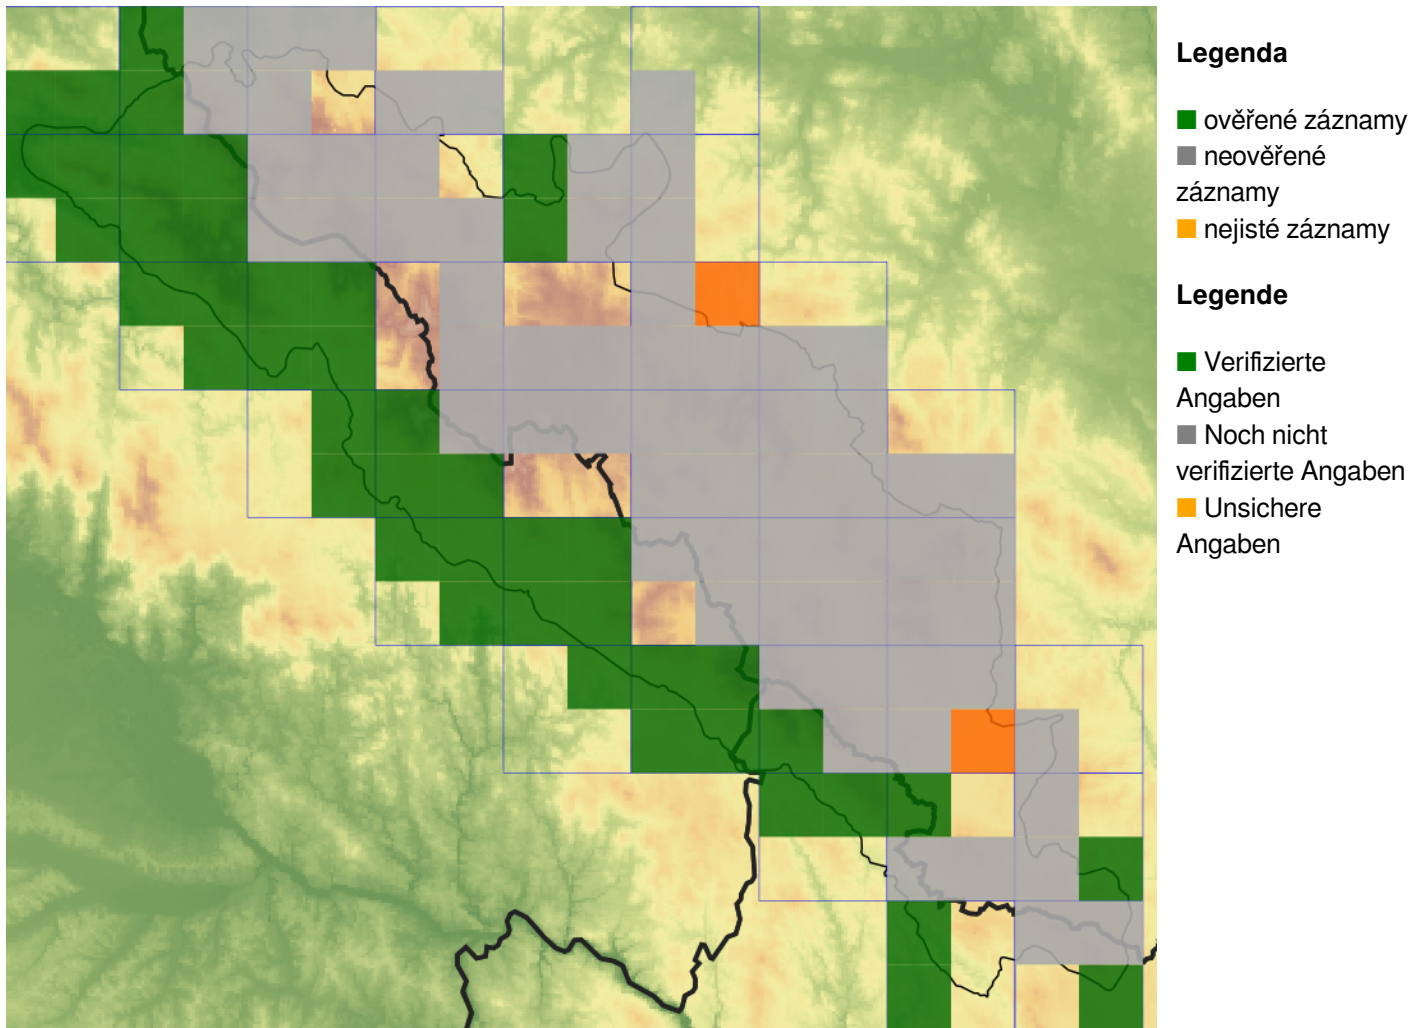 Legenda
ověřené záznamy
neověřené
záznamy
nejisté záznamy
Legende
Verifizierte
Angaben
Noch nicht
verifizierte Angaben
Unsichere
Angaben